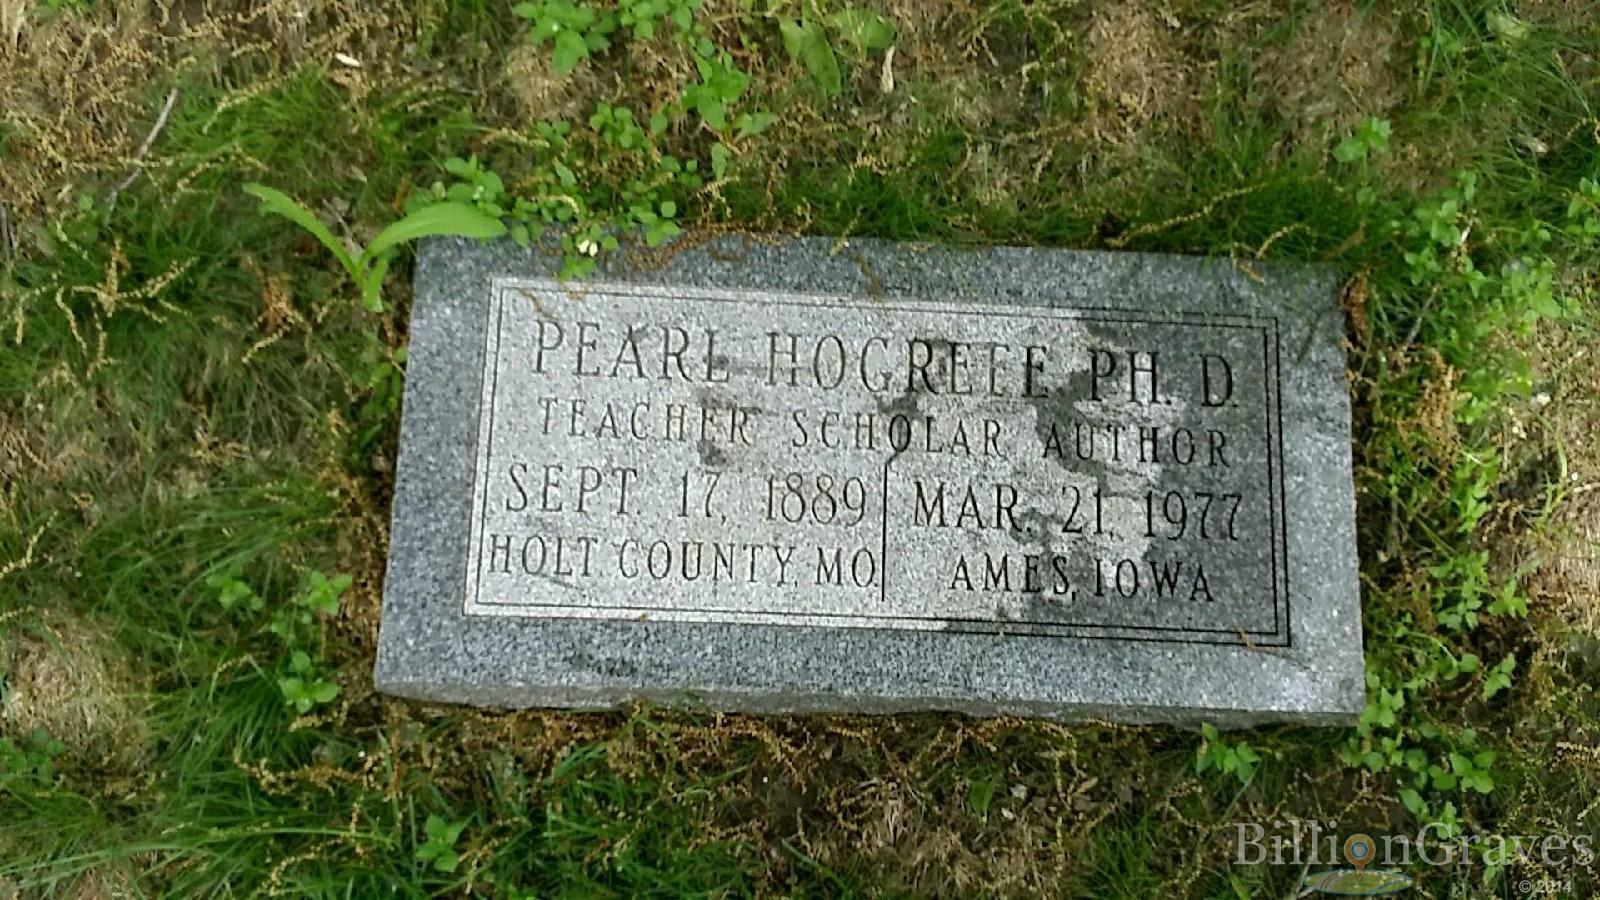 PEARL HOGREFE PH. D.
TEACHER SCHOLAR AUTHOR
SEPT. 17, 1889 MAR. 21, 1977
HOLT COUNTY, MO. AMES, IOWA
BillionGraves
© 2014